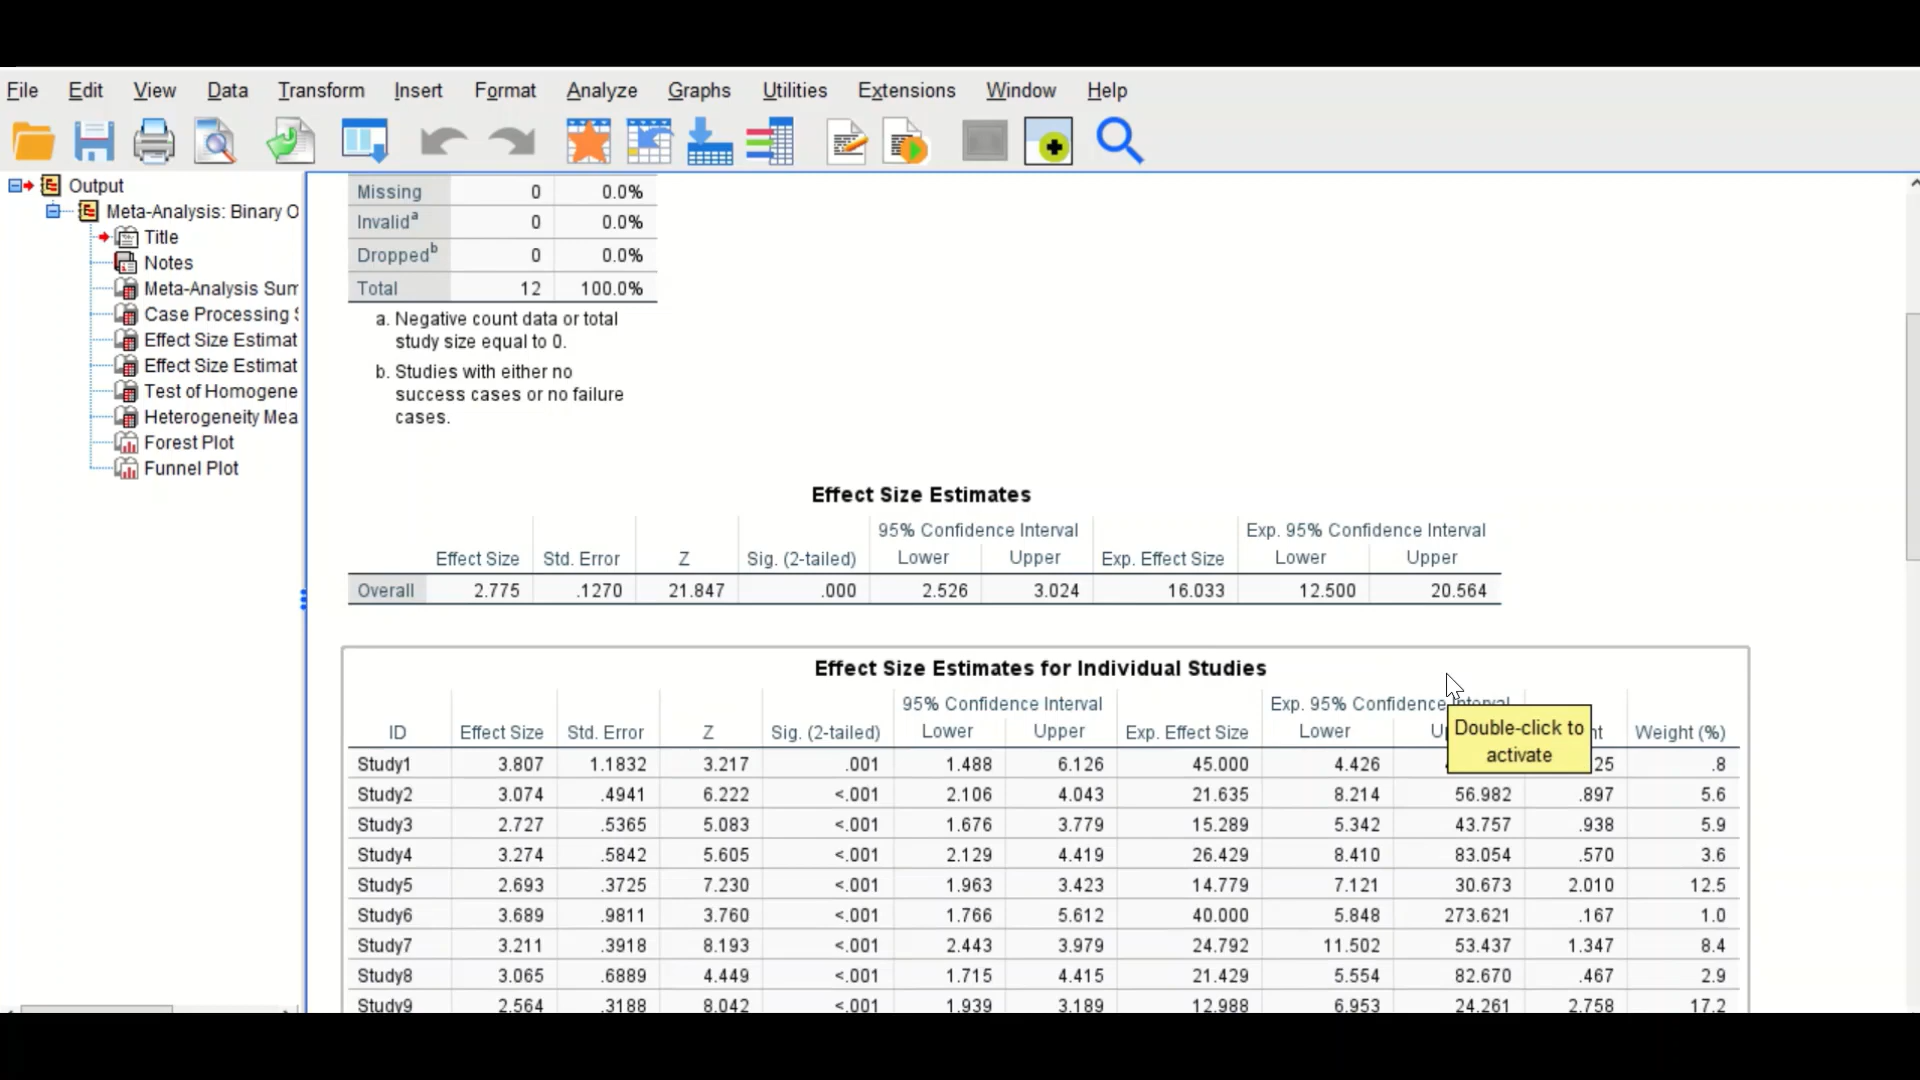 File Edit View Data Transform Insert Format Analyze Graphs Utilities Extensions Window Help
Output
Meta-Analysis: Binary O
Title
Notes
Meta-Analysis Sum
Case Processing
Effect Size Estimat
Effect Size Estimat
Test of Homogene
Heterogeneity Mea
Forest Plot
Funnel Plot
Missing 0 0.0%
Invalid a 0 0.0%
Dropped b 0 0.0%
Total 12 100.0%
a. Negative count data or total
study size equal to 0.
b. Studies with either no
success cases or no failure
cases.
Effect Size Estimates
95% Confidence Interval Exp. 95% Confidence Interval
Effect Size Std. Error Z Sig. (2-tailed) Lower Upper Exp. Effect Size Lower Upper
Overall 2.775 .1270 21.847 .000 2.526 3.024 16.033 12.500 20.564
Effect Size Estimates for Individual Studies
95% Confidence Interval Exp. 95% Confidence
ID Effect Size Std. Error Z Sig. (2-tailed) Lower Upper Exp. Effect Size Lower Weight (%)
Double-click to
activate
Study1 3.807 1.1832 3.217 .001 1.488 6.126 45.000 4.426 25 .8
Study2 3.074 .4941 6.222 <.001 2.106 4.043 21.635 8.214 56.982 .897 5.6
Study3 2.727 .5365 5.083 <.001 1.676 3.779 15.289 5.342 43.757 .938 5.9
Study4 3.274 .5842 5.605 <.001 2.129 4.419 26.429 8.410 83.054 .570 3.6
Study5 2.693 .3725 7.230 <.001 1.963 3.423 14.779 7.121 30.673 2.010 12.5
Study6 3.689 .9811 3.760 <.001 1.766 5.612 40.000 5.848 273.621 .167 1.0
Study7 3.211 .3918 8.193 <.001 2.443 3.979 24.792 11.502 53.437 1.347 8.4
Study8 3.065 .6889 4.449 <.001 1.715 4.415 21.429 5.554 82.670 .467 2.9
Study9 2.564 .3188 8.042 <.001 1.939 3.189 12.988 6.953 24.261 2.758 17.2